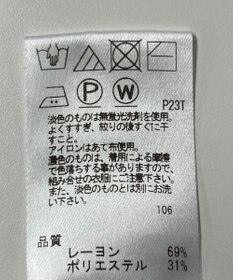 P W
P23T
淡色のものは無蛍光洗剤を使用。
よくすすぎ、絞りの後すぐに干
すこと。
アイロンはあて布使用。
濃色のものは、着用による摩擦
で色落ちする事がありますので、
組み合せの衣服にご注意下さい。
また、淡色のものとは別にお洗
い下さい。
106
品質
レーヨン 69%
ポリエステル 31%